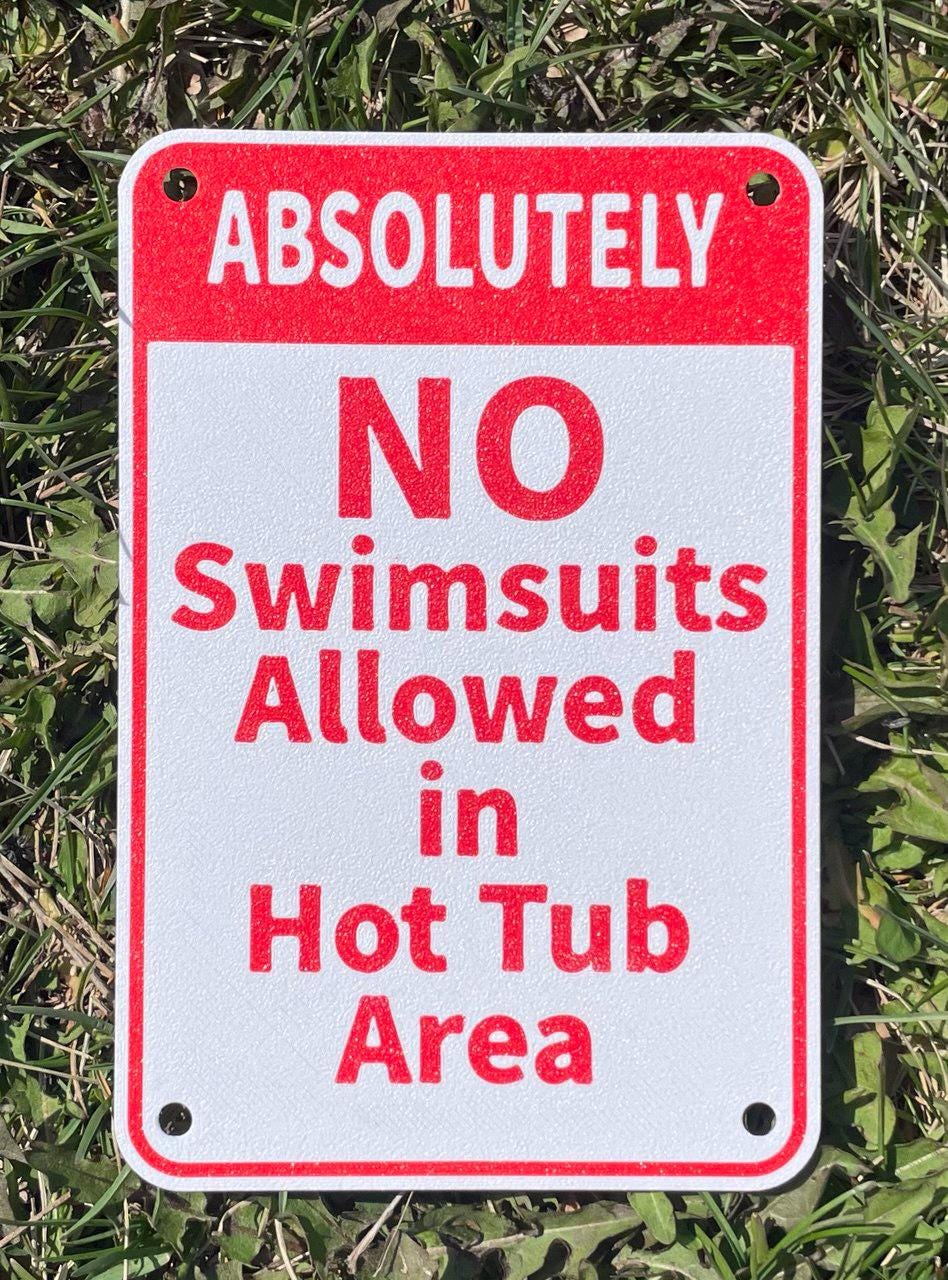 ABSOLUTELY
NO
Swimsuits
Allowed
in
Hot Tub
Area